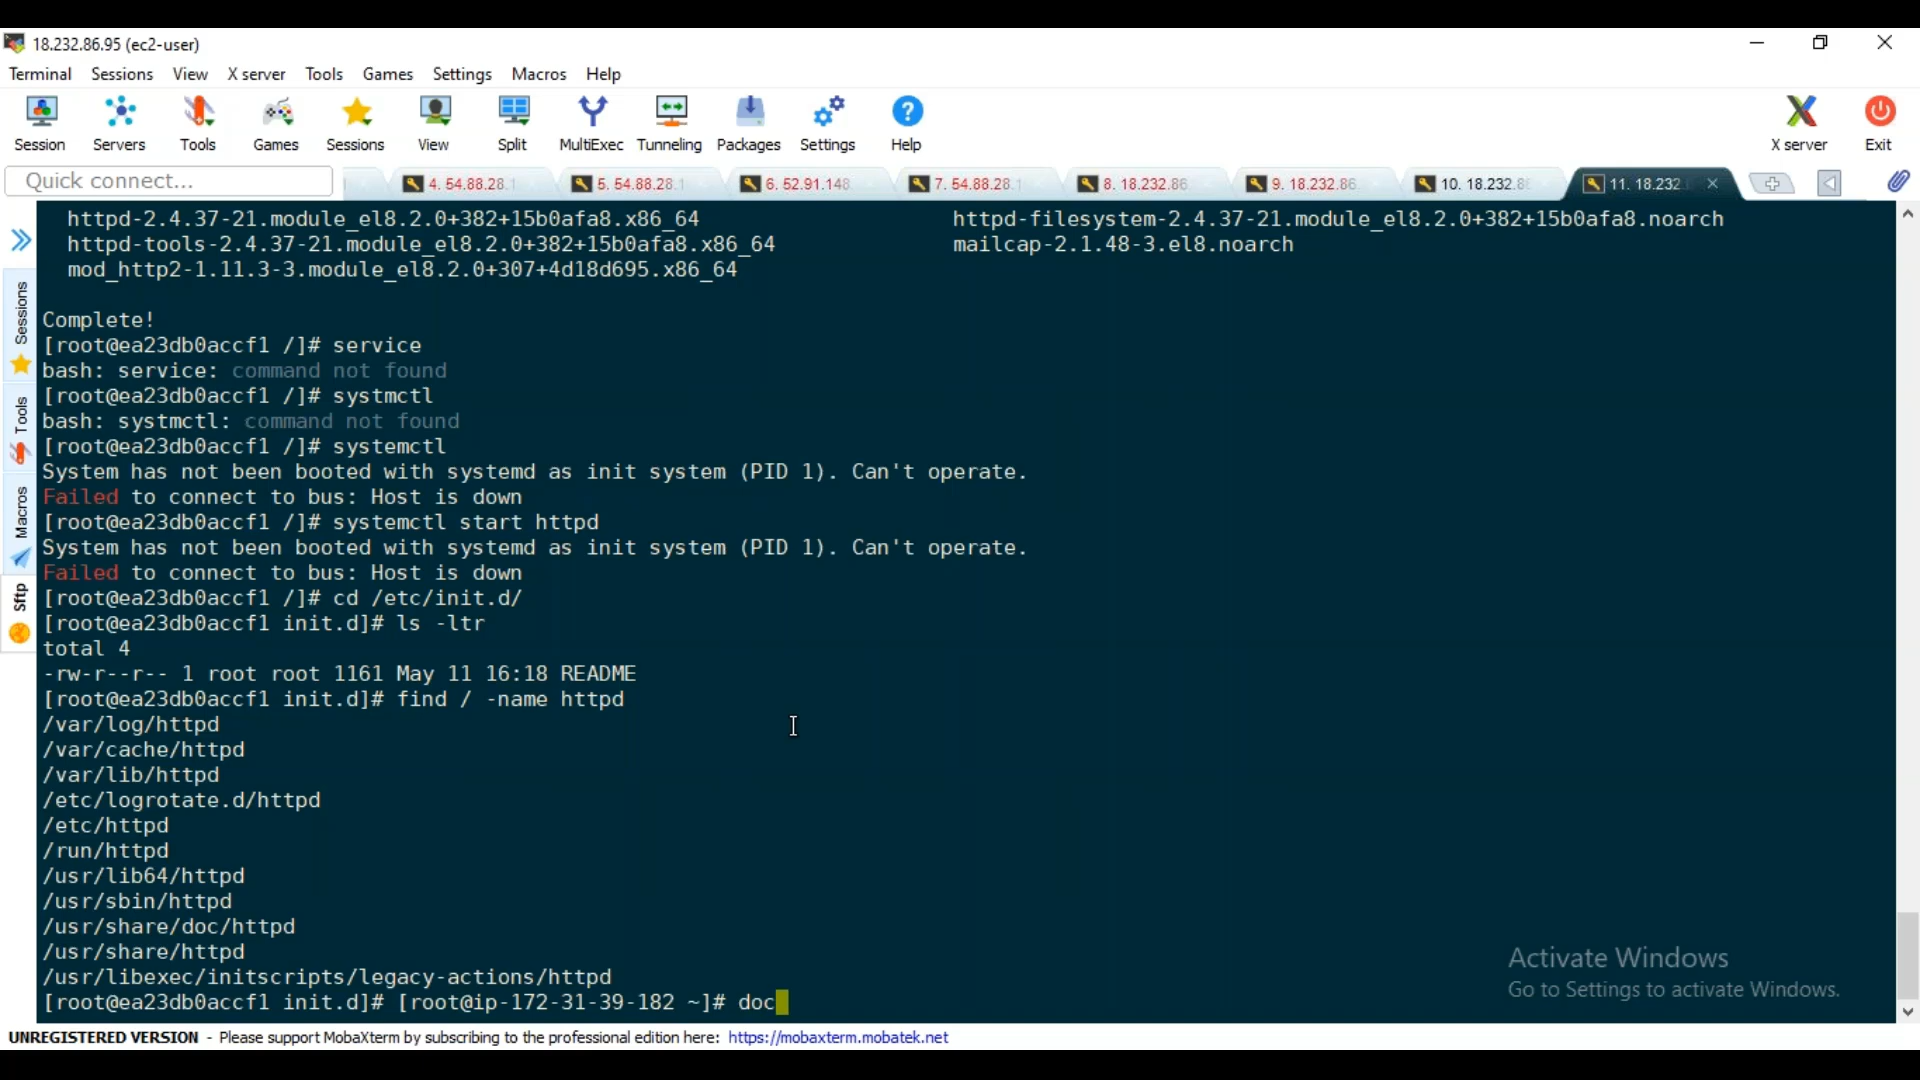 18.232.86.95 (ec2-user)
Terminal Sessions View X server Tools Games Settings Macros Help
Session Servers Tools Games Sessions View Split MultiExec Tunneling Packages Settings Help X server Exit
Quick connect... 4. 54.88.28.1 5. 54.88.28.1 6. 52.91.148 7. 54.88.28.1 8. 18.232.86 9. 18.232.86. 10. 18.232.86 11. 18.232.
Sessions
Tools
Macros
Sftp
httpd-2.4.37-21.module_el8.2.0+382+15b0afa8.x86_64 httpd-filesystem-2.4.37-21.module_el8.2.0+382+15b0afa8.noarch
httpd-tools-2.4.37-21.module_el8.2.0+382+15b0afa8.x86_64 mailcap-2.1.48-3.el8.noarch
mod_http2-1.11.3-3.module_el8.2.0+307+4d18d695.x86_64
Complete!
[root@ea23db0accf1 /]# service
bash: service: command not found
[root@ea23db0accf1 /]# systmctl
bash: systmctl: command not found
[root@ea23db0accf1 /]# systemctl
System has not been booted with systemd as init system (PID 1). Can't operate.
Failed to connect to bus: Host is down
[root@ea23db0accf1 /]# systemctl start httpd
System has not been booted with systemd as init system (PID 1). Can't operate.
Failed to connect to bus: Host is down
[root@ea23db0accf1 /]# cd /etc/init.d/
[root@ea23db0accf1 init.d]# ls -ltr
total 4
-rw-r--r-- 1 root root 1161 May 11 16:18 README
[root@ea23db0accf1 init.d]# find / -name httpd
/var/log/httpd
/var/cache/httpd
/var/lib/httpd
/etc/logrotate.d/httpd
/etc/httpd
/run/httpd
/usr/lib64/httpd
/usr/sbin/httpd
/usr/share/doc/httpd
/usr/share/httpd
/usr/libexec/initscripts/legacy-actions/httpd
[root@ea23db0accf1 init.d]# [root@ip-172-31-39-182 ~]# doc
Activate Windows
Go to Settings to activate Windows.
UNREGISTERED VERSION - Please support MobaXterm by subscribing to the professional edition here: https://mobaxterm.mobatek.net